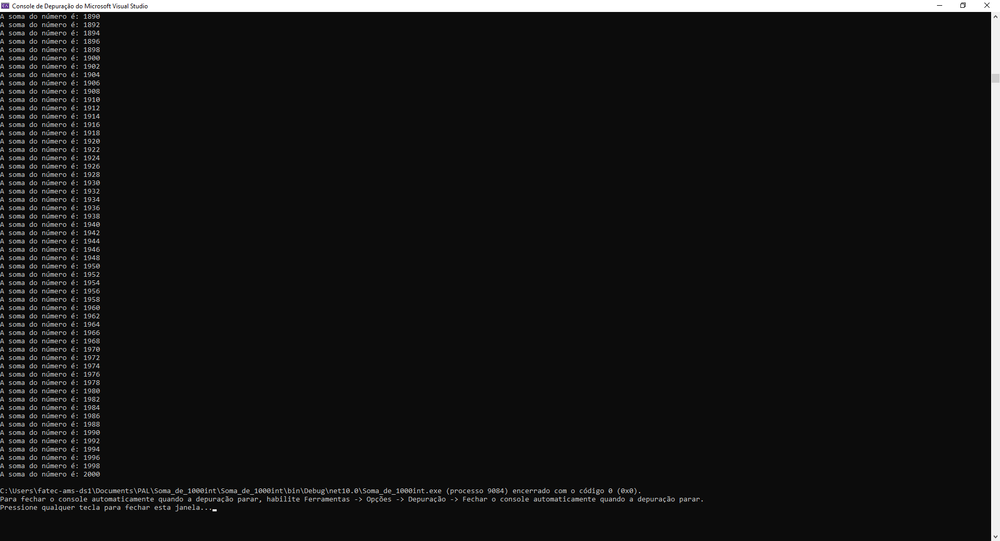 Console de Depuração do Microsoft Visual Studio
A soma do número é: 1890
A soma do número é: 1892
A soma do número é: 1894
A soma do número é: 1896
A soma do número é: 1898
A soma do número é: 1900
A soma do número é: 1902
A soma do número é: 1904
A soma do número é: 1906
A soma do número é: 1908
A soma do número é: 1910
A soma do número é: 1912
A soma do número é: 1914
A soma do número é: 1916
A soma do número é: 1918
A soma do número é: 1920
A soma do número é: 1922
A soma do número é: 1924
A soma do número é: 1926
A soma do número é: 1928
A soma do número é: 1930
A soma do número é: 1932
A soma do número é: 1934
A soma do número é: 1936
A soma do número é: 1938
A soma do número é: 1940
A soma do número é: 1942
A soma do número é: 1944
A soma do número é: 1946
A soma do número é: 1948
A soma do número é: 1950
A soma do número é: 1952
A soma do número é: 1954
A soma do número é: 1956
A soma do número é: 1958
A soma do número é: 1960
A soma do número é: 1962
A soma do número é: 1964
A soma do número é: 1966
A soma do número é: 1968
A soma do número é: 1970
A soma do número é: 1972
A soma do número é: 1974
A soma do número é: 1976
A soma do número é: 1978
A soma do número é: 1980
A soma do número é: 1982
A soma do número é: 1984
A soma do número é: 1986
A soma do número é: 1988
A soma do número é: 1990
A soma do número é: 1992
A soma do número é: 1994
A soma do número é: 1996
A soma do número é: 1998
A soma do número é: 2000
C:\Users\fatec-ams-ds1\Documents\PAL\Soma_de_1000int\Soma_de_1000int\bin\Debug\net10.0\Soma_de_1000int.exe (processo 9084) encerrado com o código 0 (0x0).
Para fechar o console automaticamente quando a depuração parar, habilite Ferramentas -> Opções -> Depuração -> Fechar o console automaticamente quando a depuração parar.
Pressione qualquer tecla para fechar esta janela...